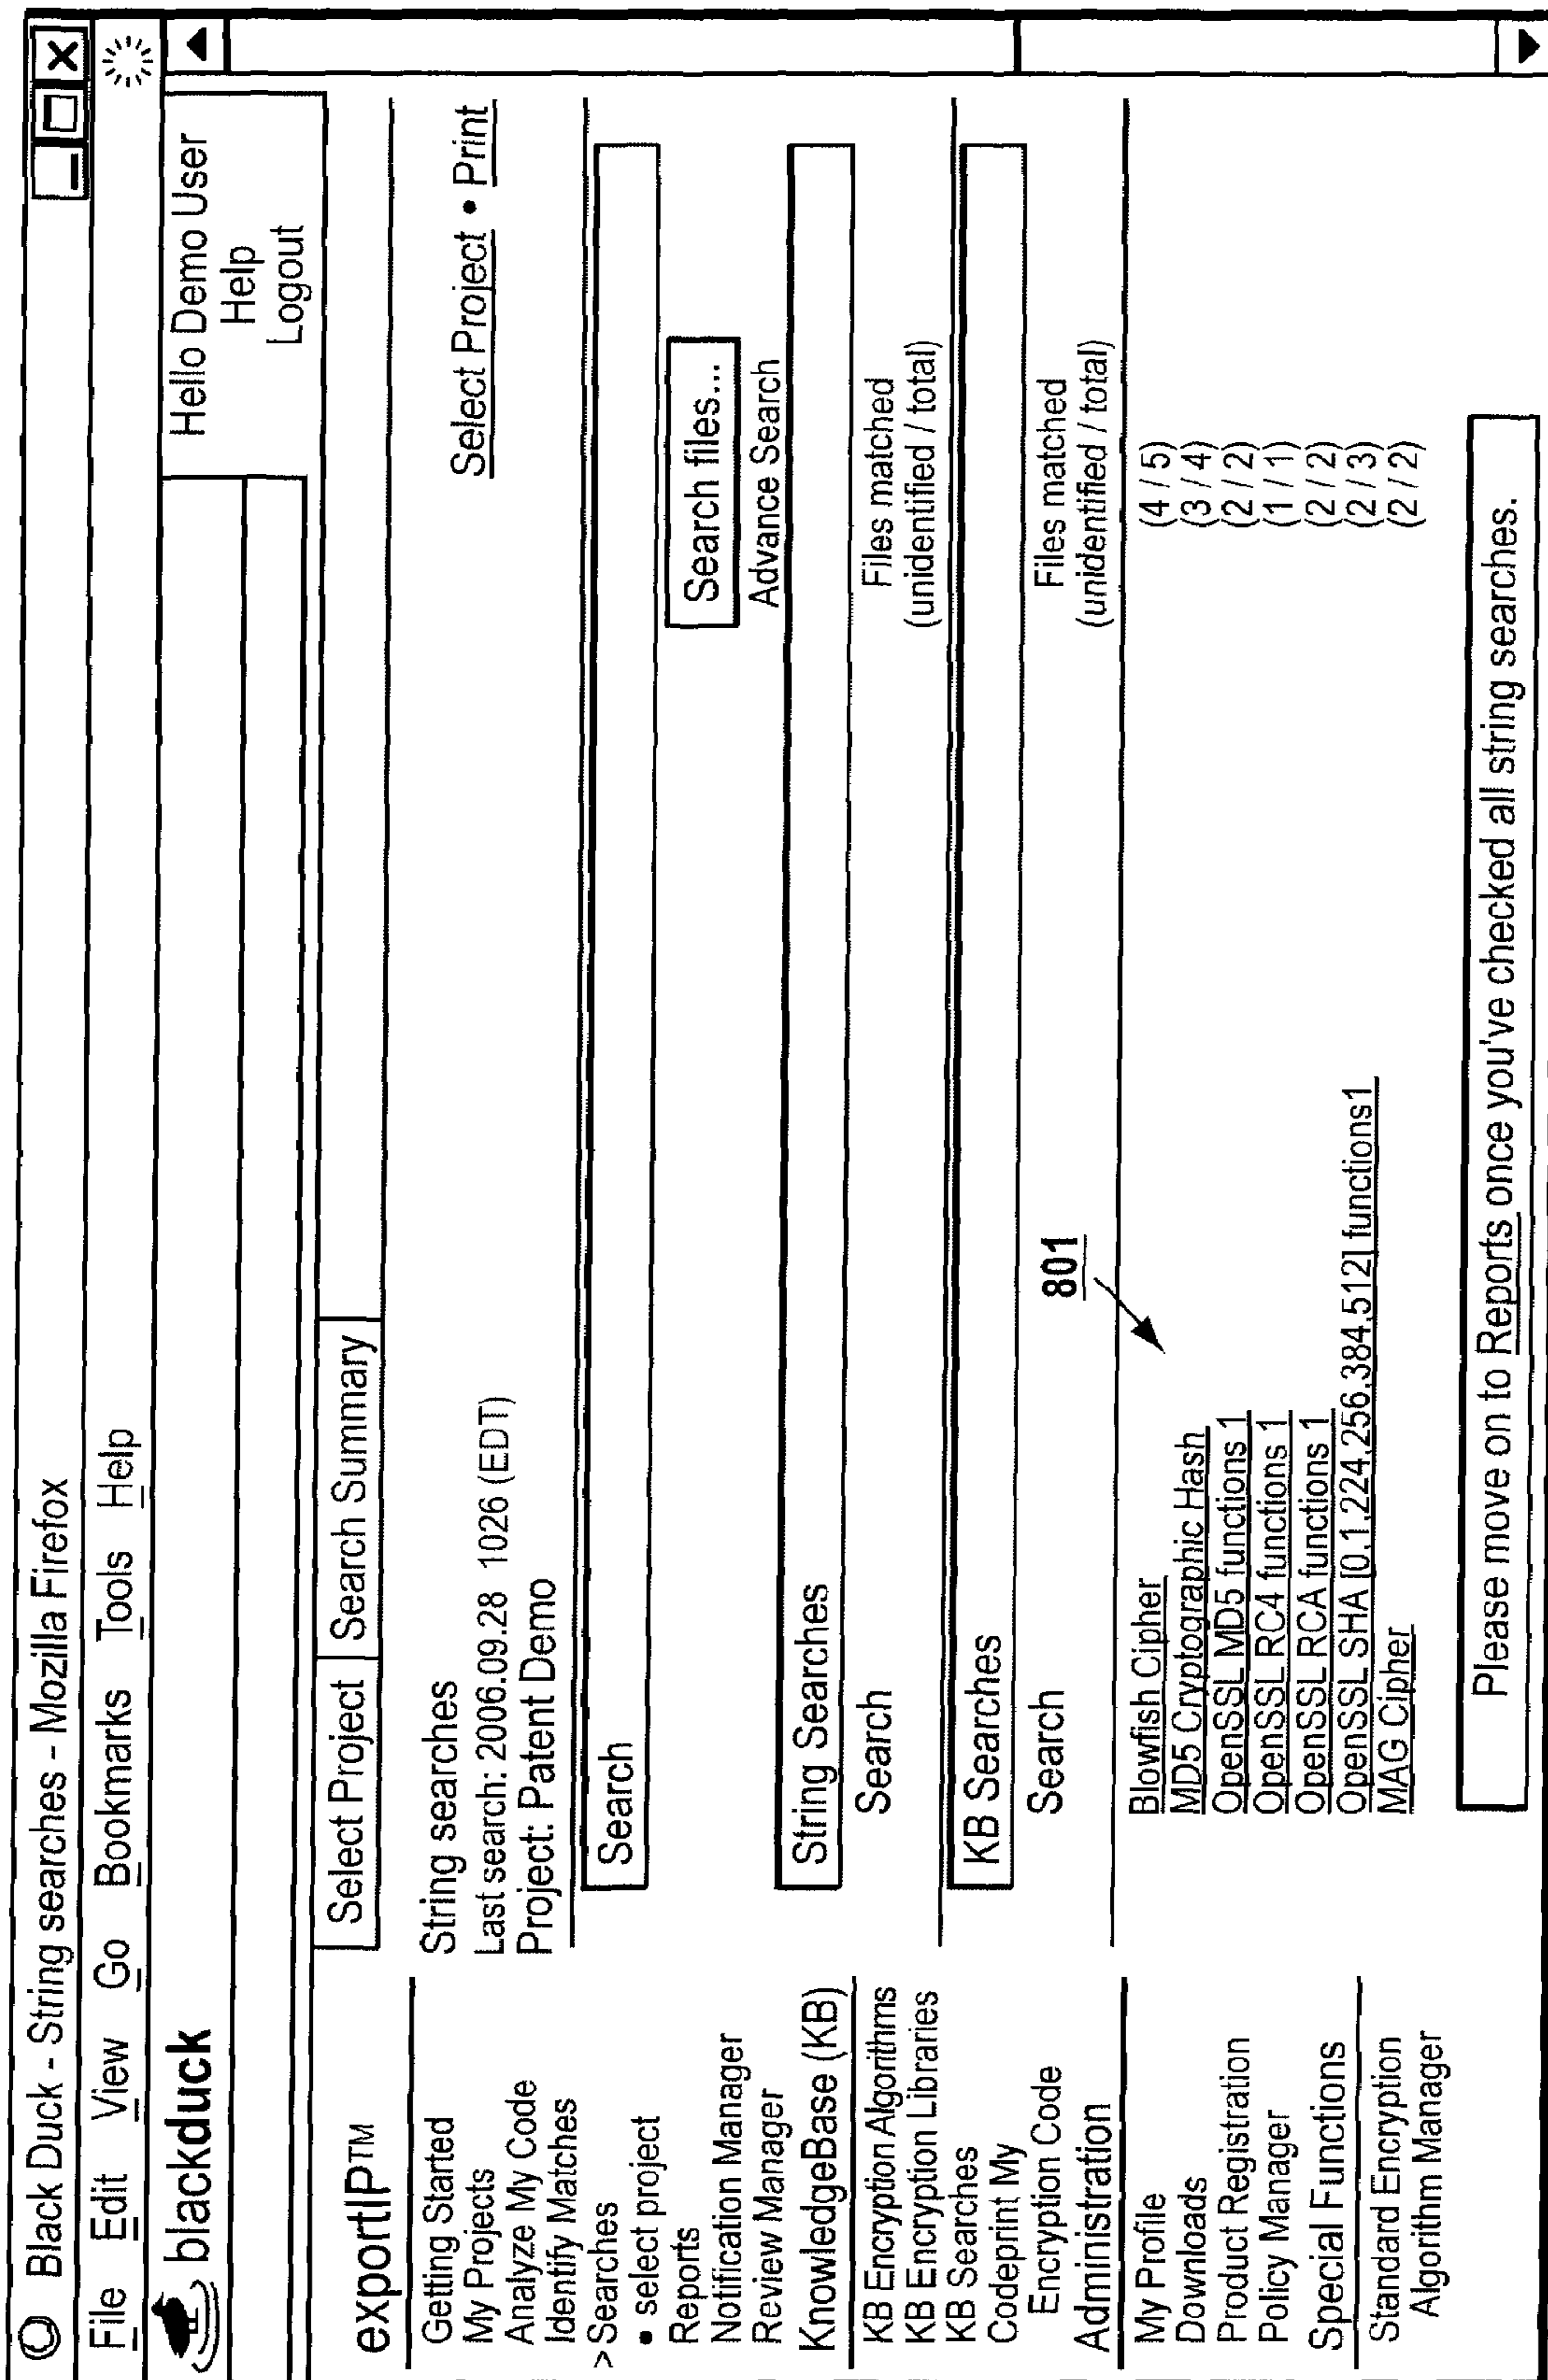 Black Duck - String searches - Mozilla Firefox
File Edit View Go Bookmarks Tools Help
blackduck
Hello Demo User
Help
Logout
exportIP™
Getting Started
My Projects
Analyze My Code
Identify Matches
>Searches
• select project
Reports
Notification Manager
Review Manager
KnowledgeBase (KB)
KB Encryption Algorithms
KB Encryption Libraries
KB Searches
Codeprint My
Encryption Code
Administration
My Profile
Downloads
Product Registration
Policy Manager
Special Functions
Standard Encryption
Algorithm Manager
Select Project Search Summary
String searches
Last search: 2006.09.28 1026 (EDT)
Project: Patent Demo
Select Project • Print
Search
Search files...
Advance Search
String Searches
Search Files matched
(unidentified / total)
KB Searches
Search Files matched
(unidentified / total)
801
Blowfish Cipher (4 / 5)
MD5 Cryptographic Hash (3 / 4)
OpenSSL MD5 functions 1 (2 / 2)
OpenSSL RC4 functions 1 (1 / 1)
OpenSSL RCA functions 1 (2 / 2)
OpenSSL SHA [0,1,224,256,384,512] functions1 (2 / 3)
MAG Cipher (2 / 2)
Please move on to Reports once you've checked all string searches.